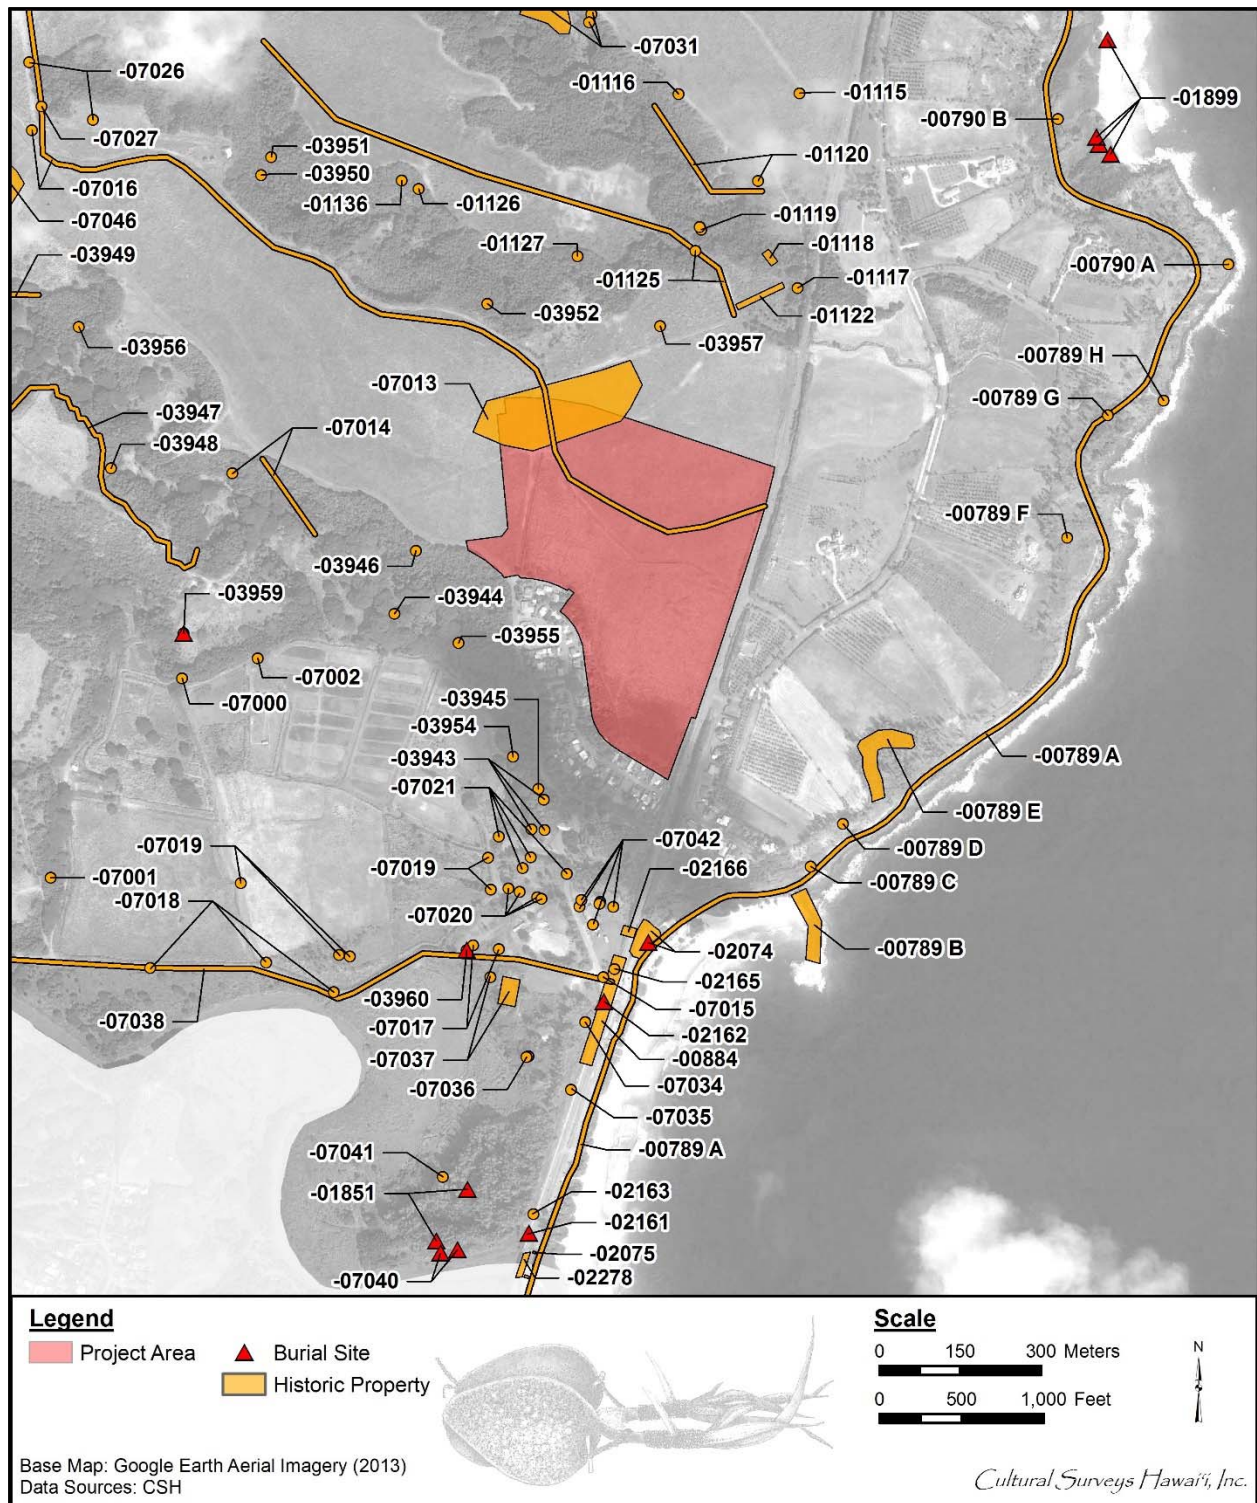 -07031
-07026
-01116
-01115
-01899
-00790 B
-07027
-03951
-01120
-03950
-07016
-01136
-01126
-07046
-01119
-01127
-01118
-03949
-00790 A
-01125
-01117
-03952
-01122
-03956
-03957
-00789 H
-07013
-00789 G
-03947
-07014
-03948
-00789 F
-03946
-03959
-03944
-03955
-07002
-07000
-03945
-03954
-03943
-00789 A
-07021
-00789 E
-07042
-07019
-00789 D
-07019
-02166
-07001
-00789 C
-07018
-07020
-00789 B
-02074
-02165
-03960
-07015
-07038
-07017
-02162
-07037
-00884
-07036
-07034
-07035
-00789 A
-07041
-01851
-02163
-02161
-02075
-07040
-02278
Legend
Project Area
Burial Site
Historic Property
Scale
0 150 300 Meters
0 500 1,000 Feet
N
Base Map: Google Earth Aerial Imagery (2013)
Data Sources: CSH
Cultural Surveys Hawai‘i, Inc.